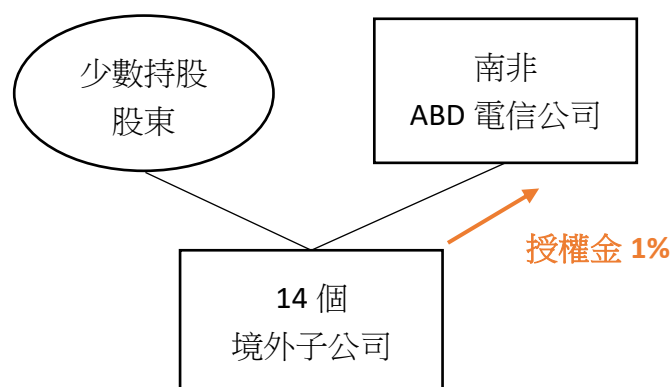 少數持股
股東
南非
ABD 電信公司
授權金 1%
14 個
境外子公司